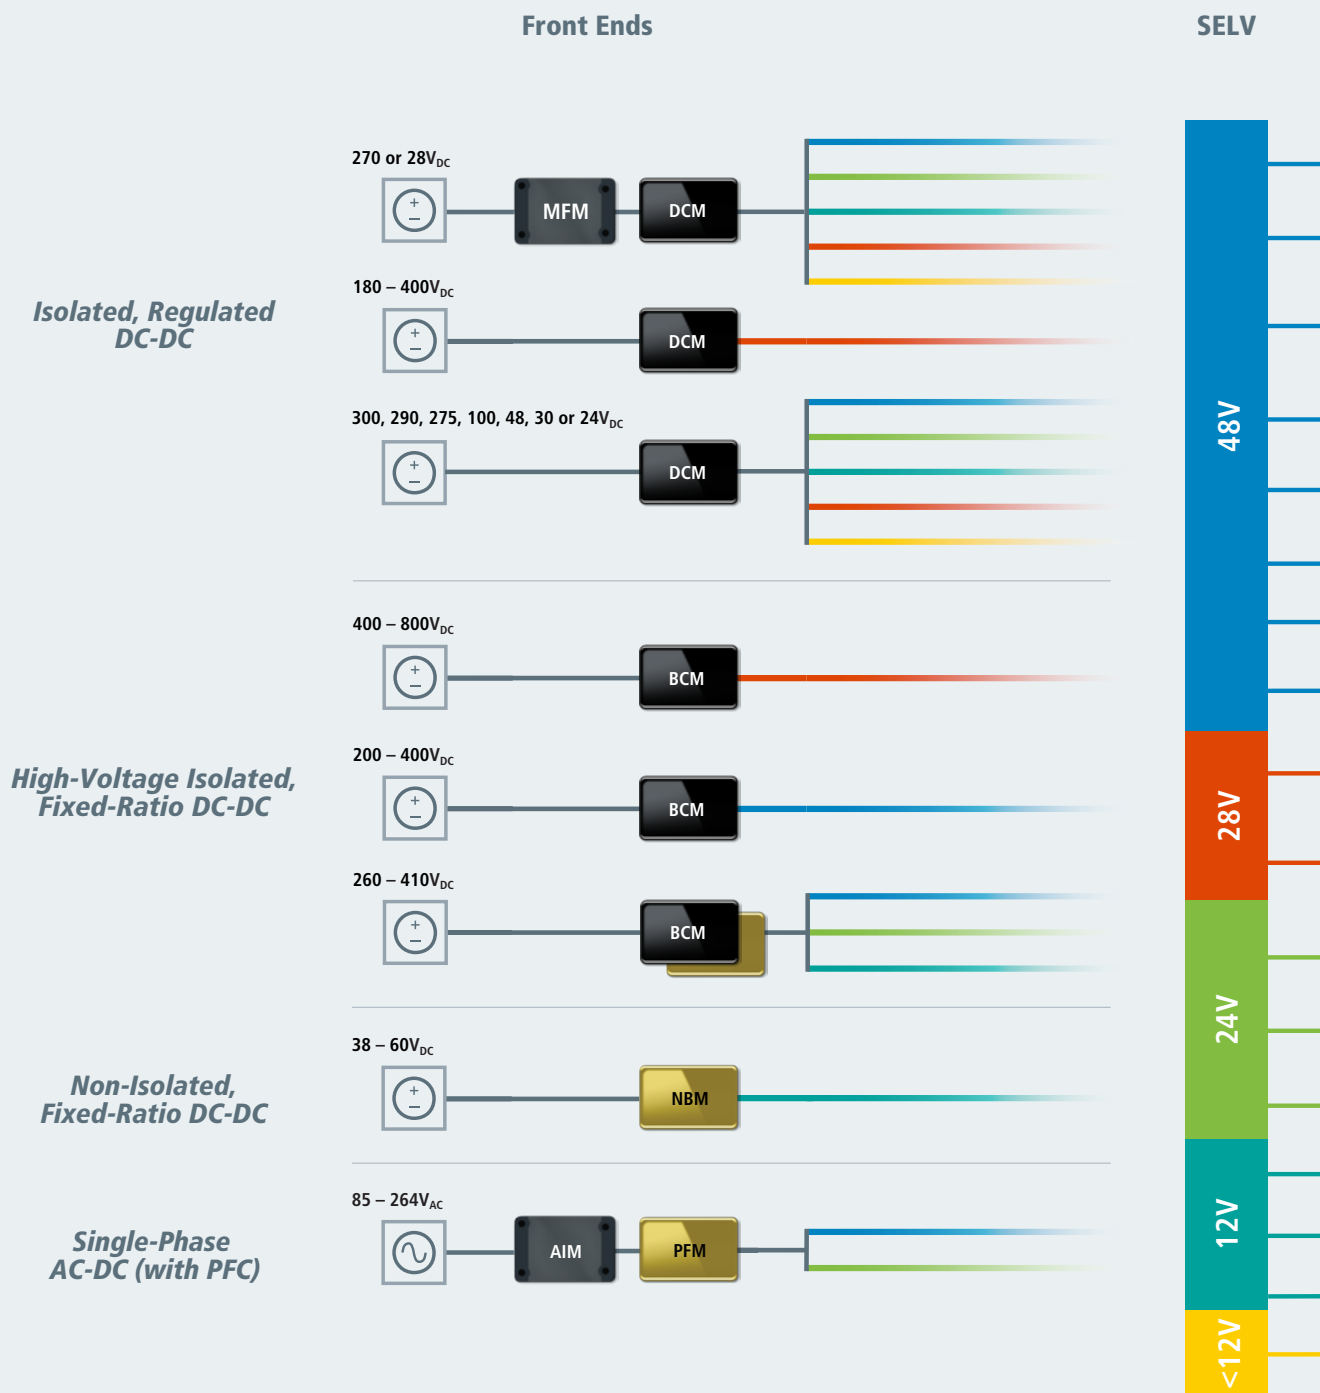 Front Ends
SELV
270 or 28VDC
MFM
DCM
Isolated, Regulated
DC-DC
180 – 400VDC
DCM
300, 290, 275, 100, 48, 30 or 24VDC
DCM
48V
400 – 800VDC
BCM
High-Voltage Isolated,
Fixed-Ratio DC-DC
200 – 400VDC
BCM
28V
260 – 410VDC
BCM
24V
Non-Isolated,
Fixed-Ratio DC-DC
38 – 60VDC
NBM
Single-Phase
AC-DC (with PFC)
85 – 264VAC
AIM
PFM
12V
<12V